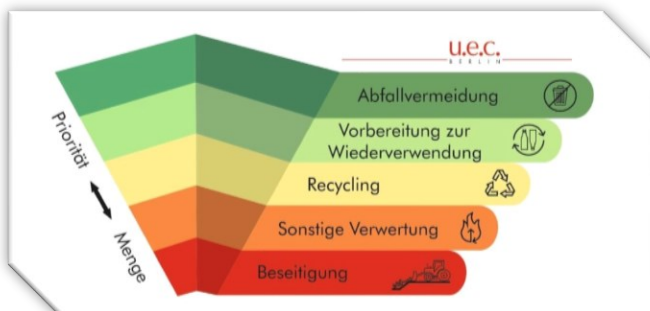 u.e.c.
BERLIN
Abfallvermeidung
Vorbereitung zur
Wiederverwendung
Recycling
Sonstige Verwertung
Beseitigung
Priorität
Menge